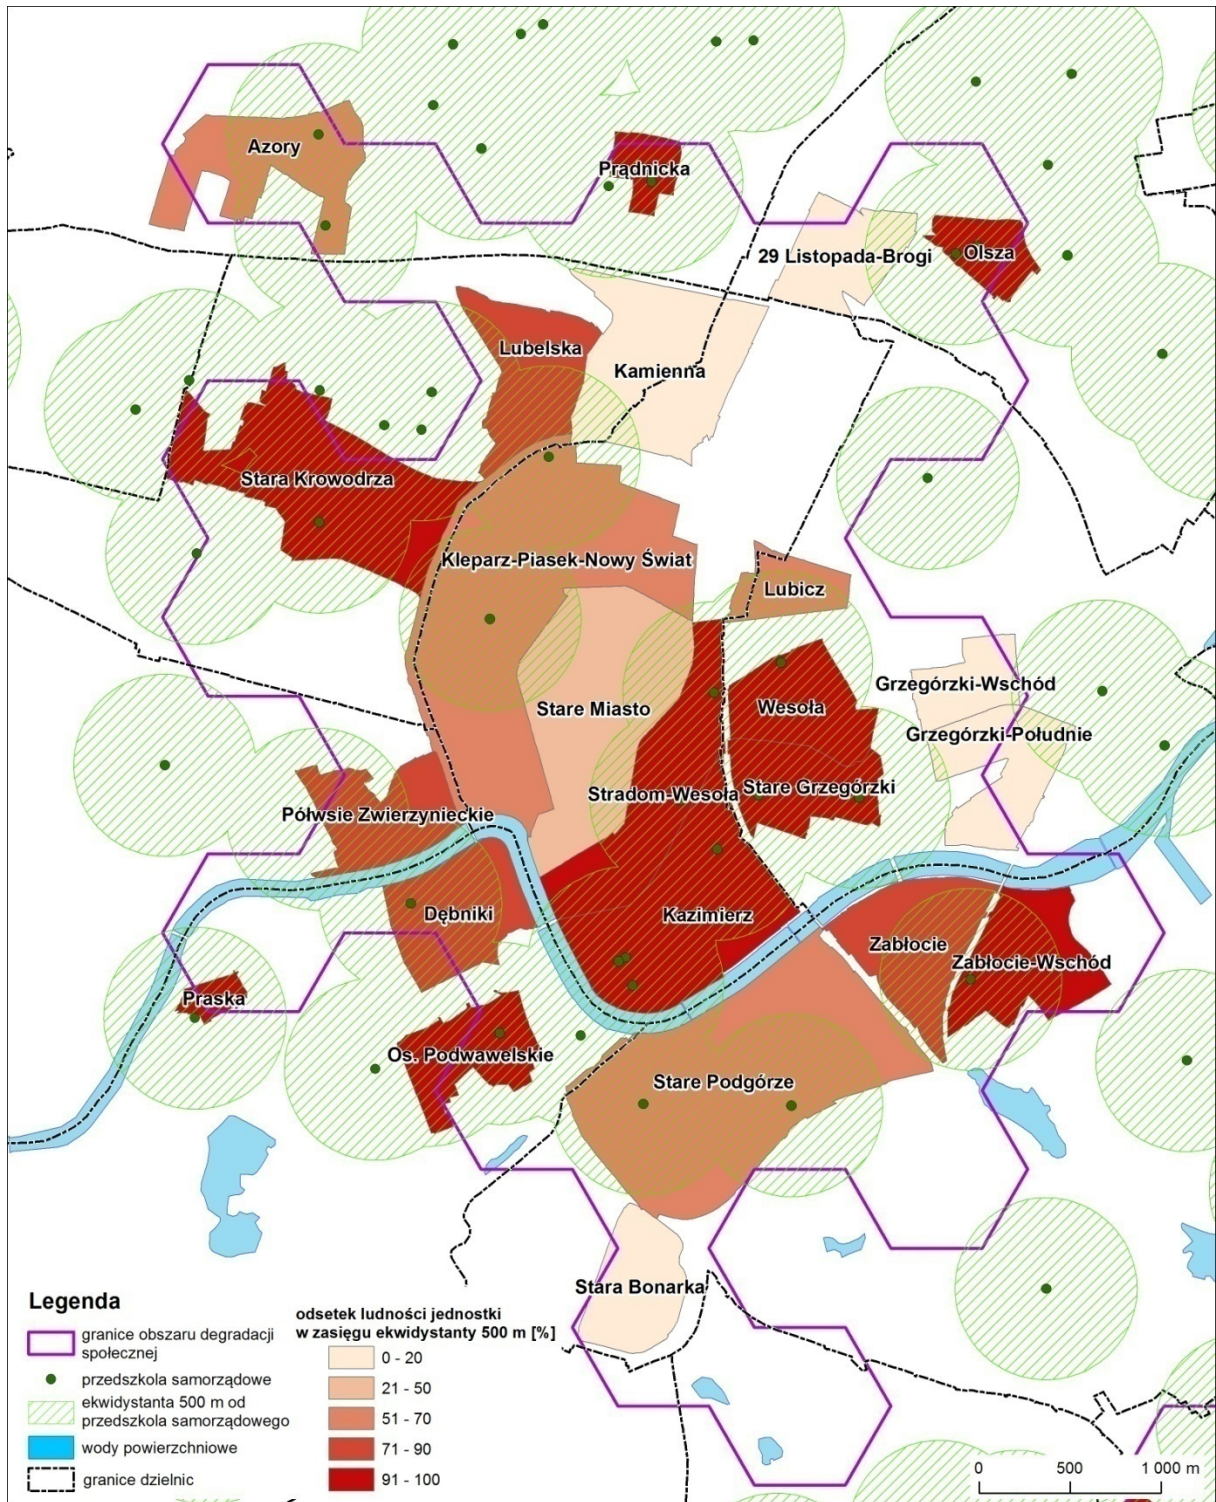 Azory
Prądnicka
29 Listopada-Brogi
Olsza
Lubelska
Kamienna
Stara Krowodrza
Kleparz-Piasek-Nowy Świat
Lubicz
Grzegórzki-Wschód
Stare Miasto
Wesoła
Grzegórzki-Południe
Stradom-Wesoła
Stare Grzegórzki
Półwsie Zwierzynieckie
Dębniki
Kazimierz
Zabłocie
Zabłocie-Wschód
Praska
Os. Podwawelskie
Stare Podgórze
Stara Bonarka
Legenda
granice obszaru degradacji
społecznej
przedszkola samorządowe
ekwidystanta 500 m od
przedszkola samorządowego
wody powierzchniowe
granice dzielnic
odsetek ludności jednostki
w zasięgu ekwidystanty 500 m [%]
0 - 20
21 - 50
51 - 70
71 - 90
91 - 100
0 500 1 000 m